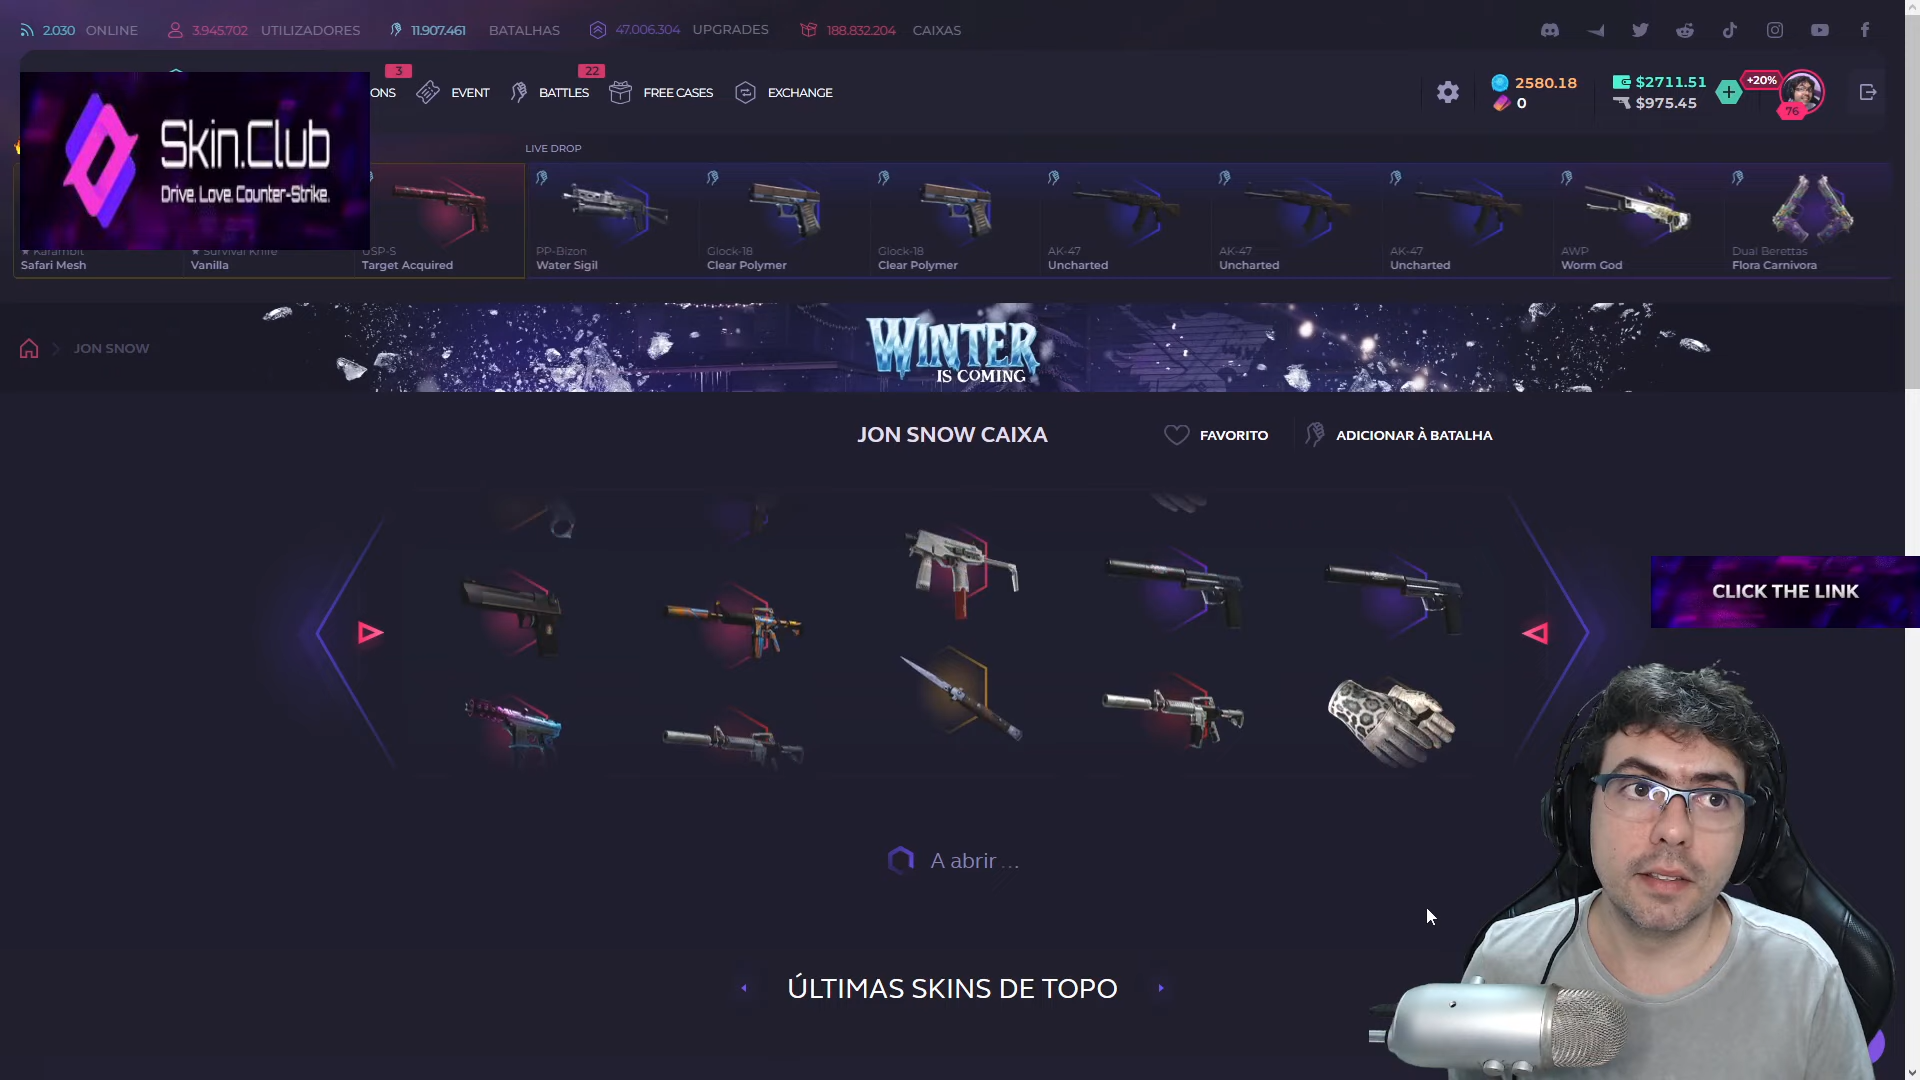 2.030 ONLINE 3.945.702 UTILIZADORES 11.907.461 BATALHAS 47.006.304 UPGRADES 188.832.204 CAIXAS
3 22
ONS EVENT BATTLES FREE CASES EXCHANGE
2580.18 $2711.51 +20%
0 $975.45 76
Skin.Club
Drive. Love. Counter-Strike.
LIVE DROP
★ Karambit ★ Survival Knife USP-S PP-Bizon Glock-18 Glock-18 AK-47 AK-47 AK-47 AWP Dual Berettas
Safari Mesh Vanilla Target Acquired Water Sigil Clear Polymer Clear Polymer Uncharted Uncharted Uncharted Worm God Flora Carnivora
JON SNOW
WINTER
IS COMING
JON SNOW CAIXA FAVORITO ADICIONAR À BATALHA
CLICK THE LINK
A abrir ...
ÚLTIMAS SKINS DE TOPO